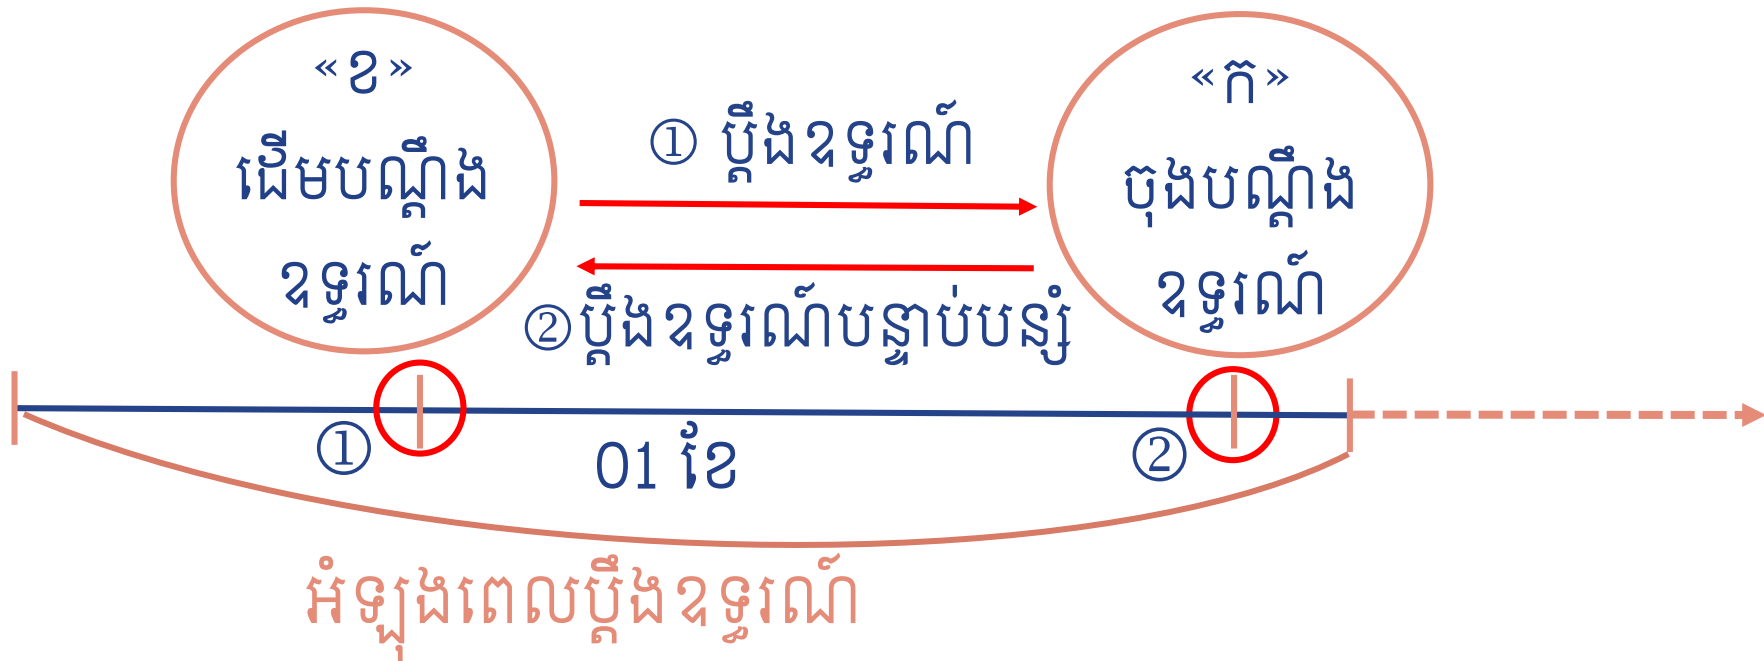 «ខ»
ដើមបណ្ដឹង
ឧទ្ធរណ៍
① ប្ដឹងឧទ្ធរណ៍
②ប្ដឹងឧទ្ធរណ៍បន្ទាប់បន្សំ
«ក»
ចុងបណ្ដឹង
ឧទ្ធរណ៍
①
01 ខែ
②
អំឡុងពេលប្ដឹងឧទ្ធរណ៍